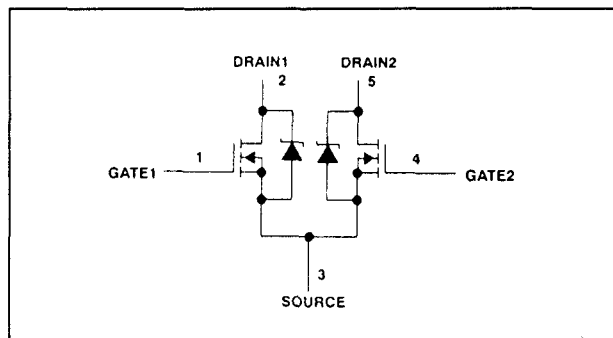 DRAIN1 DRAIN2
2 5
1 4
GATE1 GATE2
3
SOURCE